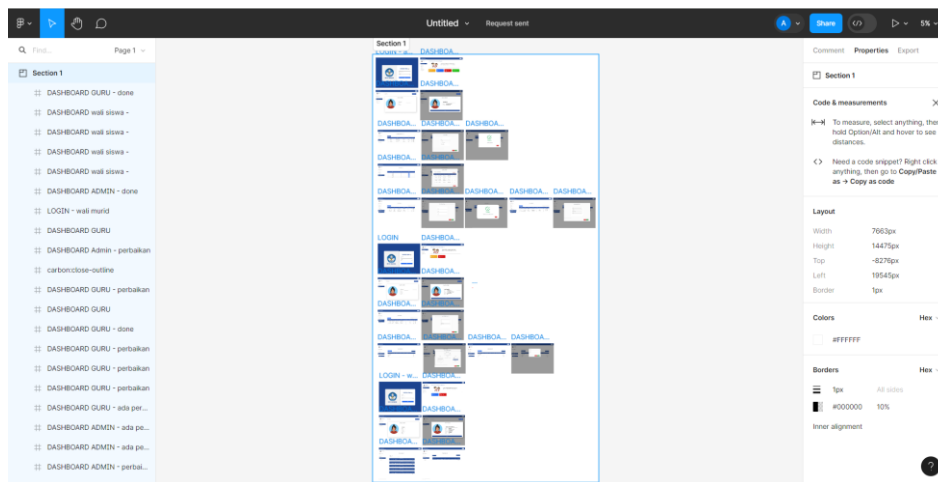 Untitled
Request sent
A
Share
5%
Find...
Page 1
Section 1
DASHBOARD GURU - done
DASHBOARD wali siswa -
DASHBOARD wali siswa -
DASHBOARD wali siswa -
DASHBOARD wali siswa -
DASHBOARD ADMIN - done
LOGIN - wali murid
DASHBOARD GURU
DASHBOARD Admin - perbaikan
carbon:close-outline
DASHBOARD GURU - perbaikan
DASHBOARD GURU
DASHBOARD GURU - done
DASHBOARD GURU - perbaikan
DASHBOARD GURU - perbaikan
DASHBOARD GURU - perbaikan
DASHBOARD GURU - ada per...
DASHBOARD ADMIN - ada pe...
DASHBOARD ADMIN - ada pe...
DASHBOARD ADMIN - perbai...
Section 1
DASHBOA...
DASHBOA...
DASHBOA... DASHBOA... DASHBOA...
DASHBOA... DASHBOA...
DASHBOA... DASHBOA... DASHBOA... DASHBOA... DASHBOA...
LOGIN DASHBOA...
DASHBOA...
DASHBOA... DASHBOA...
DASHBOA... DASHBOA... DASHBOA... DASHBOA...
LOGIN - w... DASHBOA...
DASHBOA...
DASHBOA... DASHBOA...
Comment Properties Export
Section 1
Code & measurements
To measure, select anything, then
hold Option/Alt and hover to see
distances.
Need a code snippet? Right click
anything, then go to Copy/Paste
as → Copy as code
Layout
Width 7663px
Height 14475px
Top -8276px
Left 19545px
Border 1px
Colors Hex
#FFFFFF
Borders Hex
1px All sides
#000000 10%
Inner alignment
?